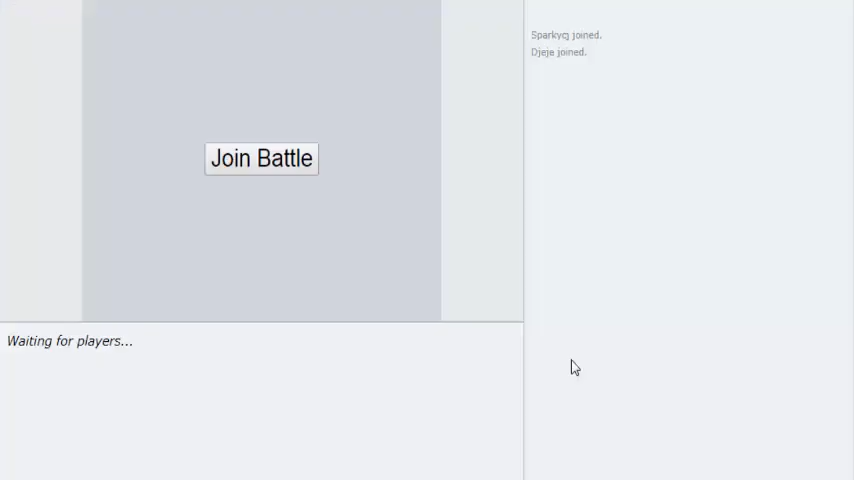 Sparkycj joined.
Djeje joined.
Join Battle
Waiting for players...